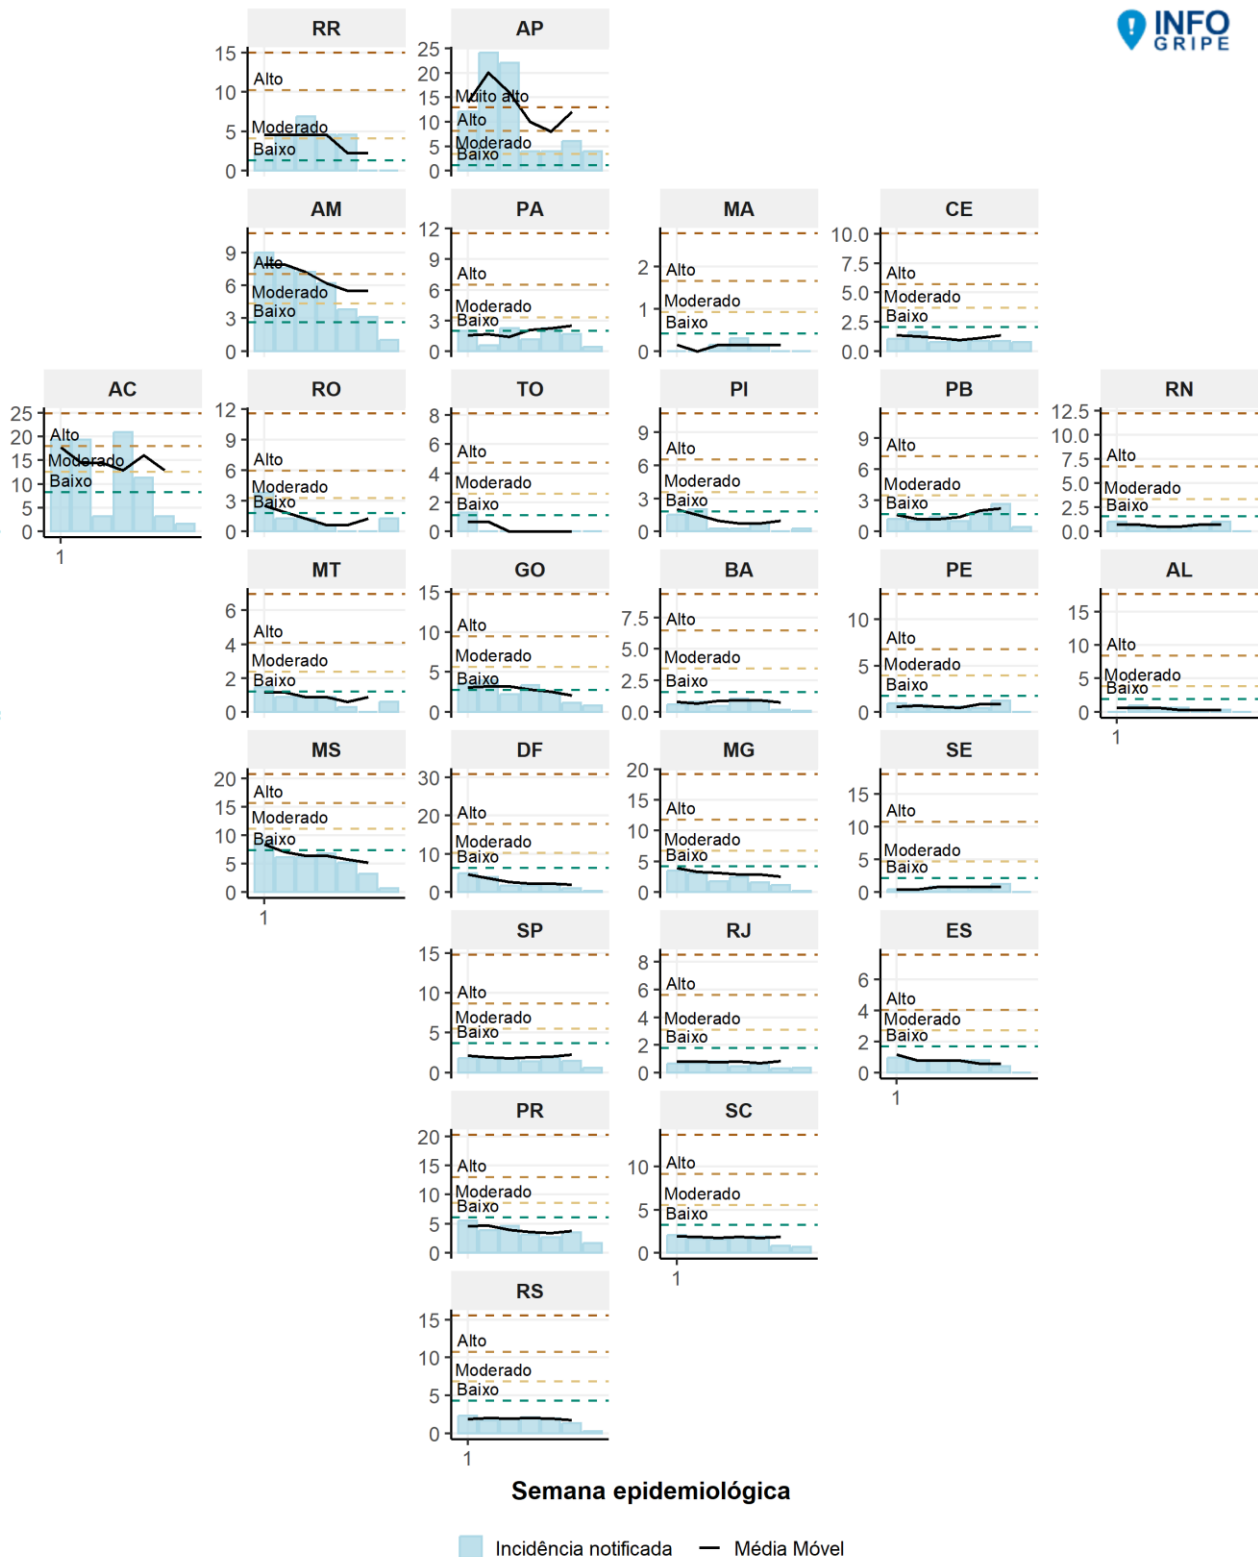 INFO
GRIPE
RR
15
10
5
0
Alto
Moderado
Baixo
AP
25
20
15
10
5
0
Muito alto
Alto
Moderado
Baixo
AM
9
6
3
0
Alto
Moderado
Baixo
PA
12
9
6
3
0
Alto
Moderado
Baixo
MA
2
1
0
Alto
Moderado
Baixo
CE
10.0
7.5
5.0
2.5
0.0
Alto
Moderado
Baixo
AC
25
20
15
10
5
0
Alto
Moderado
Baixo
1
RO
12
9
6
3
0
Alto
Moderado
Baixo
TO
8
6
4
2
0
Alto
Moderado
Baixo
PI
9
6
3
0
Alto
Moderado
Baixo
PB
9
6
3
0
Alto
Moderado
Baixo
RN
12.5
10.0
7.5
5.0
2.5
0.0
Alto
Moderado
Baixo
MT
6
4
2
0
Alto
Moderado
Baixo
GO
15
10
5
0
Alto
Moderado
Baixo
BA
7.5
5.0
2.5
0.0
Alto
Moderado
Baixo
PE
10
5
0
Alto
Moderado
Baixo
AL
15
10
5
0
Alto
Moderado
Baixo
1
MS
20
15
10
5
0
Alto
Moderado
Baixo
1
DF
30
20
10
0
Alto
Moderado
Baixo
MG
20
15
10
5
0
Alto
Moderado
Baixo
SE
15
10
5
0
Alto
Moderado
Baixo
SP
15
10
5
0
Alto
Moderado
Baixo
RJ
8
6
4
2
0
Alto
Moderado
Baixo
ES
6
4
2
0
Alto
Moderado
Baixo
1
PR
20
15
10
5
0
Alto
Moderado
Baixo
SC
10
5
0
Alto
Moderado
Baixo
1
RS
15
10
5
0
Alto
Moderado
Baixo
1
Semana epidemiológica
Incidência notificada
Média Móvel